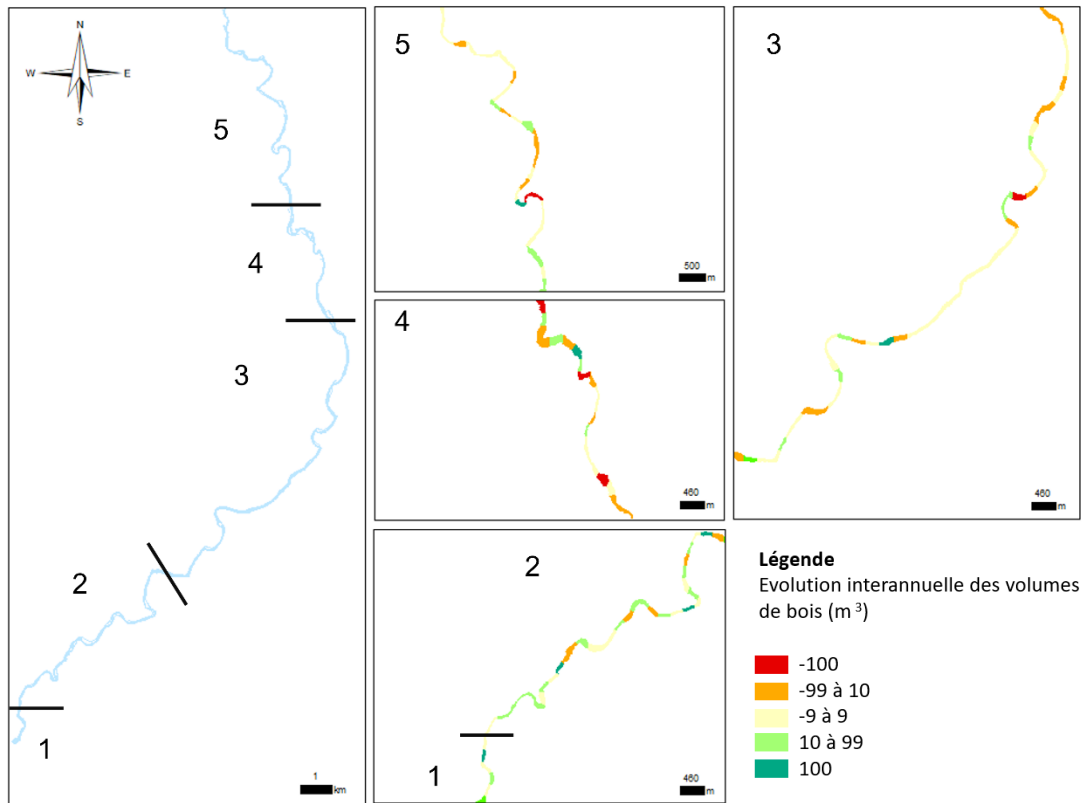 N
W
E
S
5
4
3
2
1
1
km
5
500
m
4
460
m
2
1
460
m
3
460
m
Légende
Evolution interannuelle des volumes
de bois (m ³)
-100
-99 à 10
-9 à 9
10 à 99
100